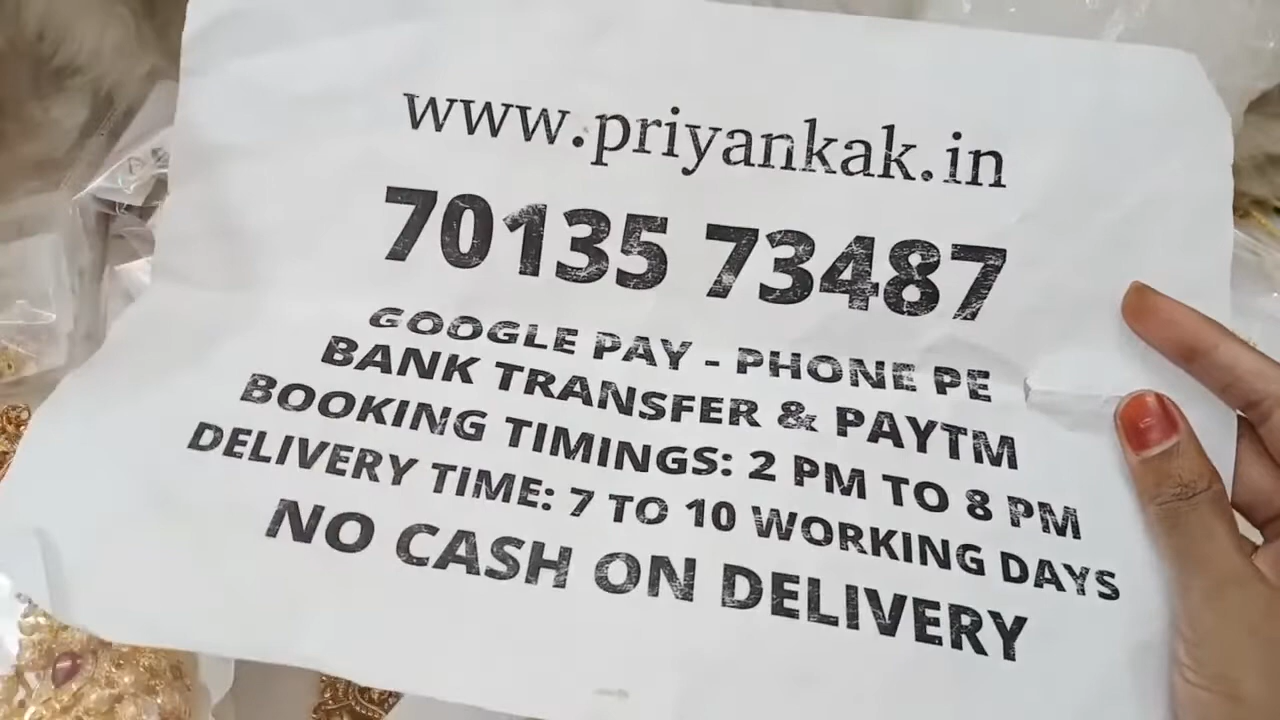 www.priyankak.in
70135 73487
GOOGLE PAY - PHONE PE
BANK TRANSFER & PAYTM
BOOKING TIMINGS: 2 PM TO 8 PM
DELIVERY TIME: 7 TO 10 WORKING DAYS
NO CASH ON DELIVERY